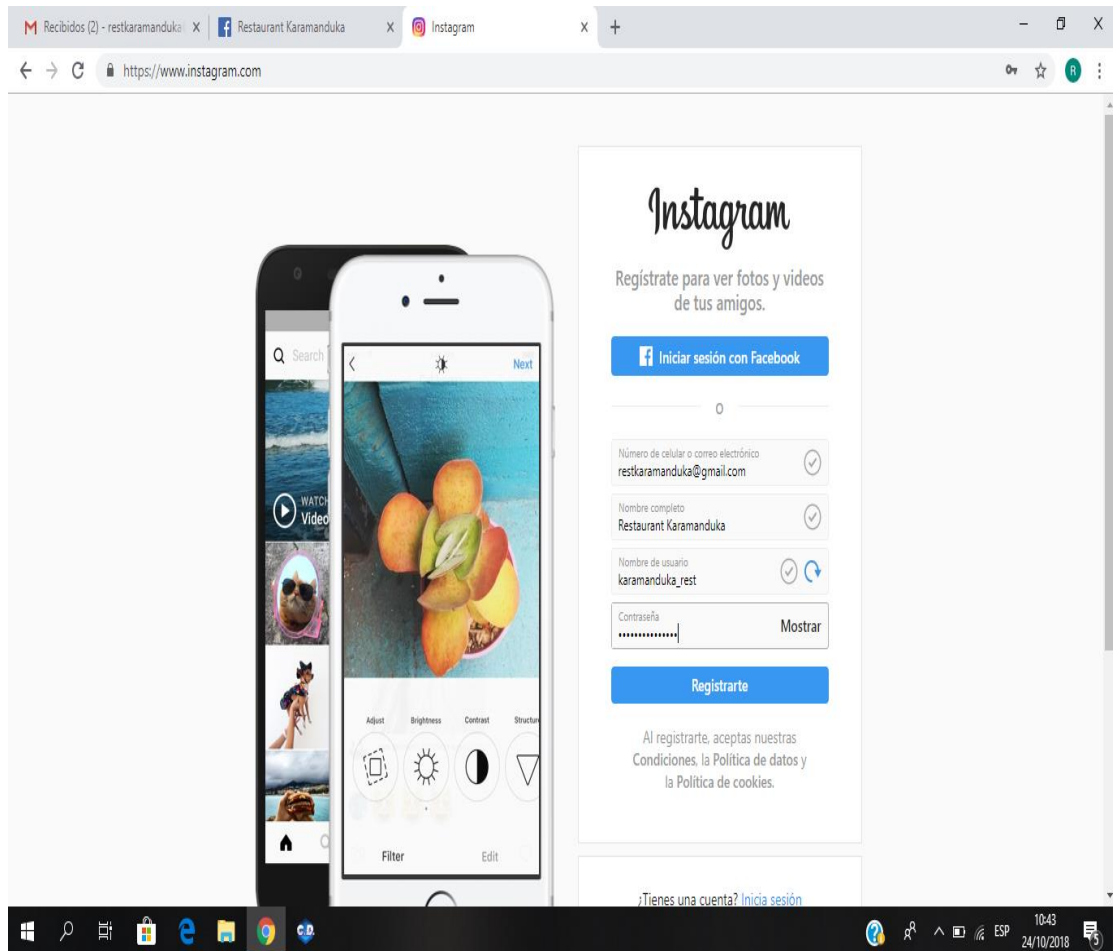 Recibidos (2) - restkaramanduka
Restaurant Karamanduka
Instagram
https://www.instagram.com
R
Instagram
Regístrate para ver fotos y videos
de tus amigos.
Iniciar sesión con Facebook
O
Número de celular o correo electrónico
restkaramanduka@gmail.com
Nombre completo
Restaurant Karamanduka
Nombre de usuario
karamanduka_rest
Contraseña
•••••••••••••••
Mostrar
Registrarte
Al registrarte, aceptas nuestras
Condiciones, la Política de datos y
la Política de cookies.
¿Tienes una cuenta? Inicia sesión
Search
WATCH
Video
Next
Adjust Brightness Contrast Structure
Filter Edit
G.D.
ESP
10:43
24/10/2018
5